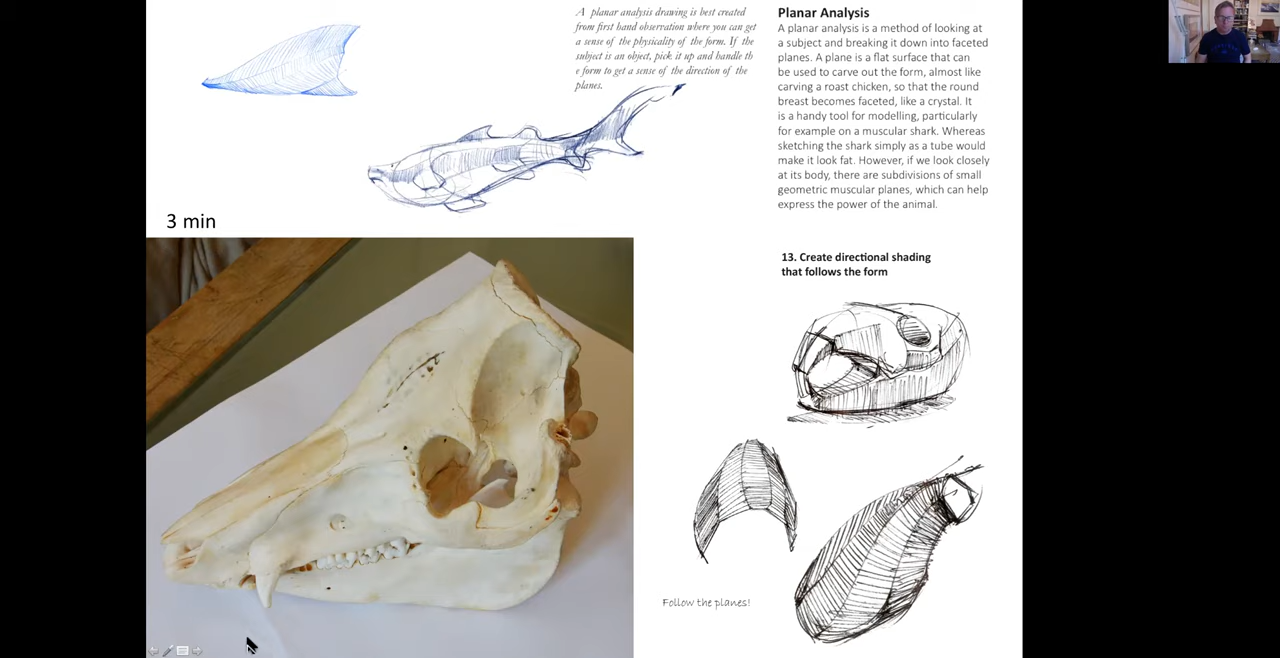 A planar analysis drawing is best created
from first hand observation where you can get
a sense of the physicality of the form. If the
subject is an object, pick it up and handle th
e form to get a sense of the direction of the
planes.
Planar Analysis
A planar analysis is a method of looking at
a subject and breaking it down into faceted
planes. A plane is a flat surface that can
be used to carve out the form, almost like
carving a roast chicken, so that the round
breast becomes faceted, like a crystal. It
is a handy tool for modelling, particularly
for example on a muscular shark. Whereas
sketching the shark simply as a tube would
make it look fat. However, if we look closely
at its body, there are subdivisions of small
geometric muscular planes, which can help
express the power of the animal.
3 min
13. Create directional shading
that follows the form
Follow the planes!